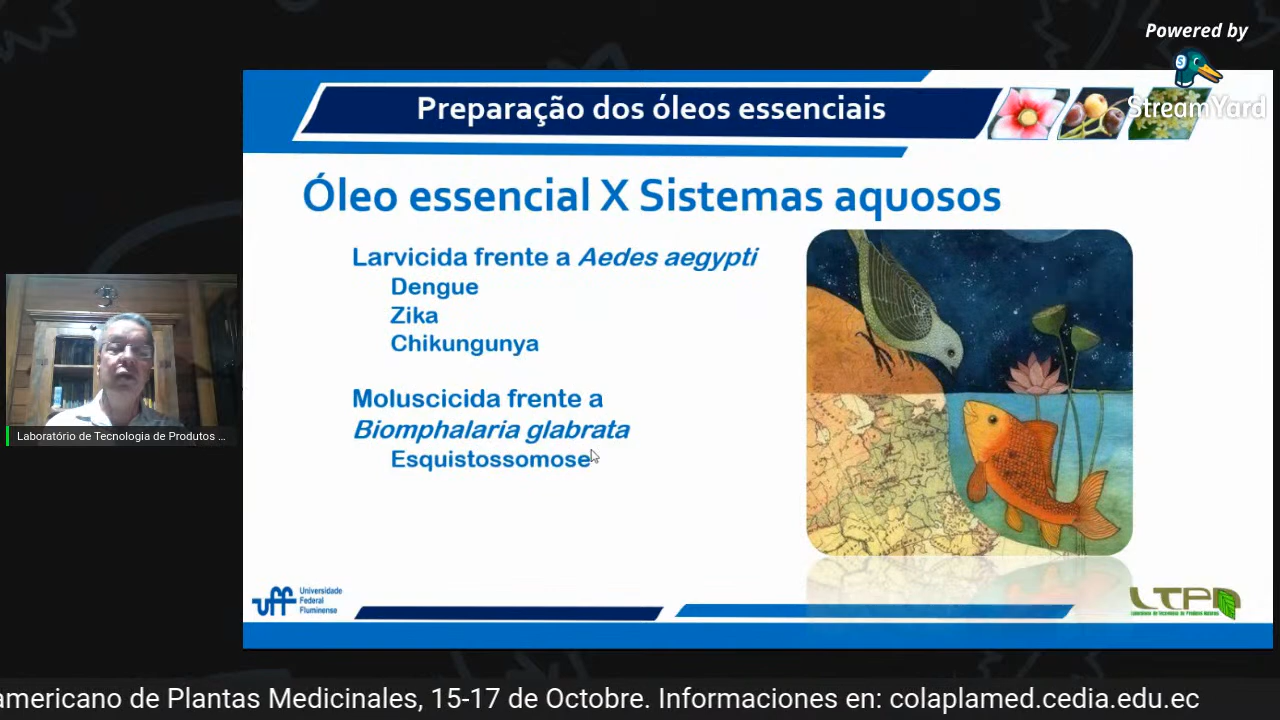 Powered by
StreamYard
Preparação dos óleos essenciais
Óleo essencial X Sistemas aquosos
Larvicida frente a Aedes aegypti
Dengue
Zika
Chikungunya
Moluscicida frente a
Biomphalaria glabrata
Esquistossomose
Laboratório de Tecnologia de Produtos ...
uff Universidade
Federal
Fluminense
LTPN
americano de Plantas Medicinales, 15-17 de Octobre. Informaciones en: colaplamed.cedia.edu.ec